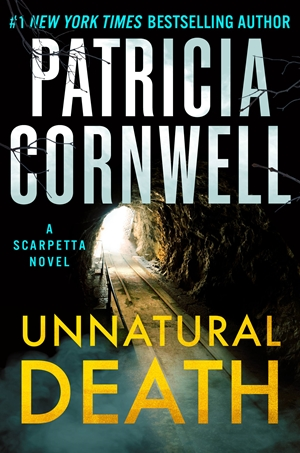 #1 NEW YORK TIMES BESTSELLING AUTHOR
PATRICIA
CORNWELL
A
SCARPETTA
NOVEL
UNNATURAL
DEATH